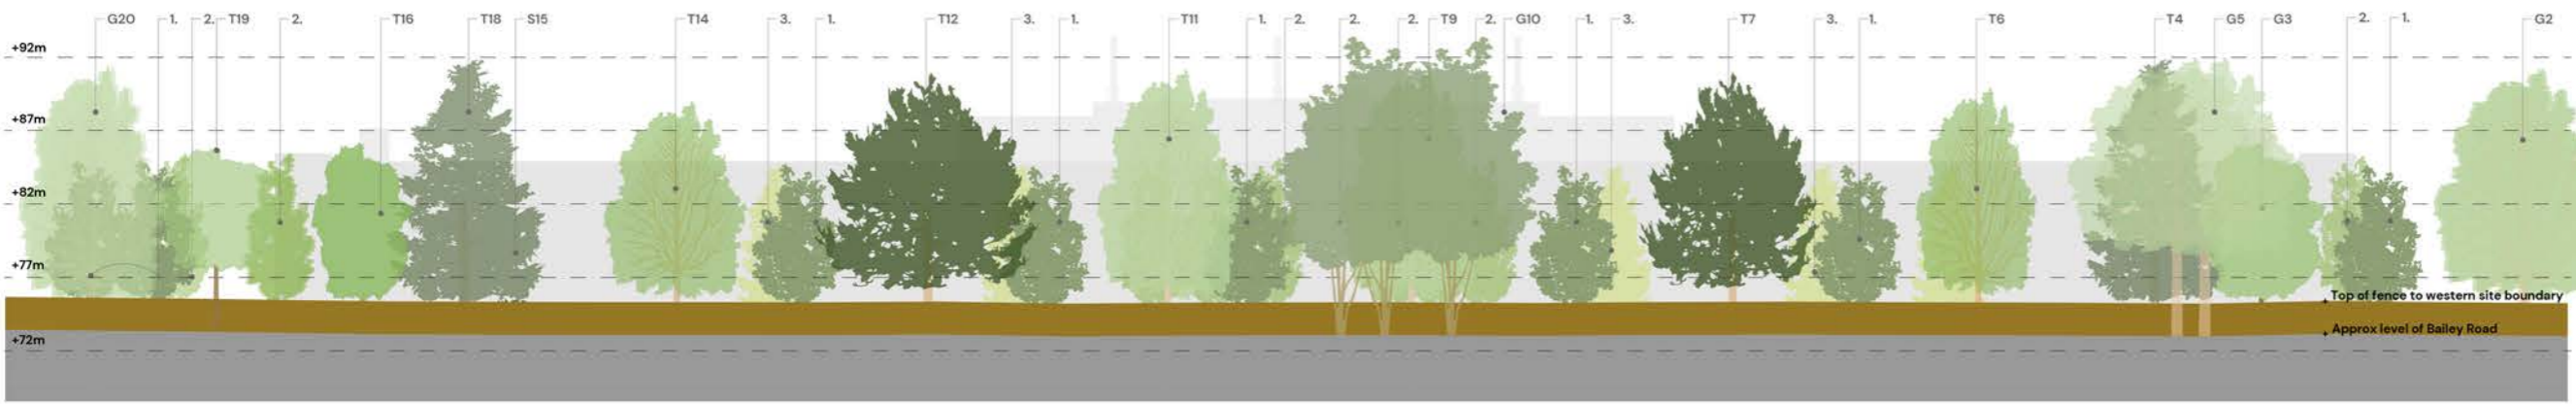 G20 1. 2. T19 2. T16 T18 S15 T14 3. 1. T12 3. 1. T11 1. 2. 2. 2. T9 2. G10 1. 3. T7 3. 1. T6 T4 G5 G3 2. 1. G2
+92m
+87m
+82m
+77m
Top of fence to western site boundary
Approx level of Bailey Road
+72m